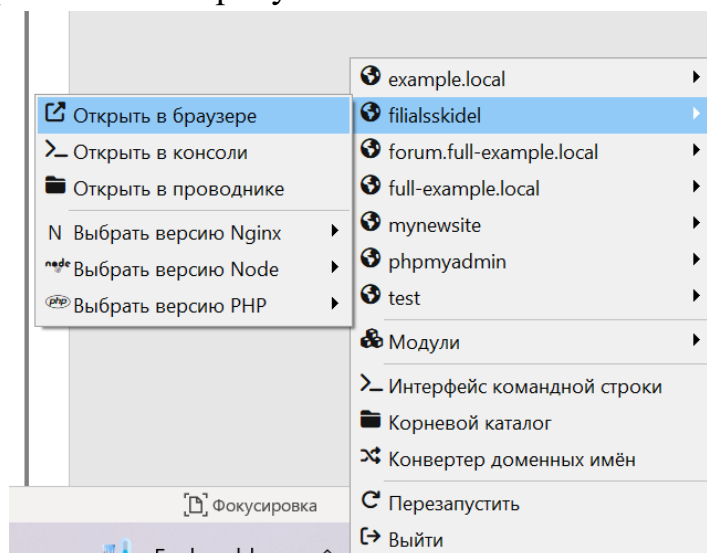 example.local
filialsskidel
forum.full-example.local
full-example.local
mynewsite
phpmyadmin
test
Модули
Интерфейс командной строки
Корневой каталог
Конвертер доменных имён
Перезапустить
Выйти
Открыть в браузере
Открыть в консоли
Открыть в проводнике
N Выбрать версию Nginx
node Выбрать версию Node
php Выбрать версию PHP
Фокусировка